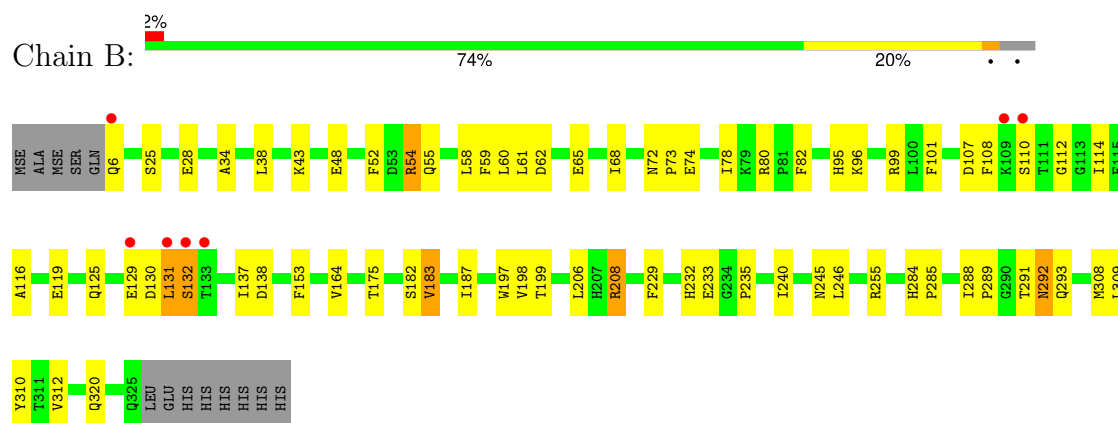 2%
Chain B:
74% 20% • •
MSE ALA MSE SER GLN Q6 S25 E28 A34 L38 K43 E48 F52 D53 R54 Q55 L58 F59 L60 L61 D62 E65 I68 N72 P73 E74 I78 K79 R80 P81 F82 H95 K96 R99 L100 F101 D107 F108 K109 S110 T111 G112 G113 I114 E115
A116 E119 Q125 E129 D130 L131 S132 T133 I137 D138 F153 V164 T175 S182 V183 I187 W197 V198 T199 L206 H207 R208 F229 H232 E233 G234 P235 I240 N245 L246 R255 H284 P285 I288 P289 G290 T291 N292 Q293 M308 L309
Y310 T311 V312 Q320 Q325 LEU GLU HIS HIS HIS HIS HIS HIS